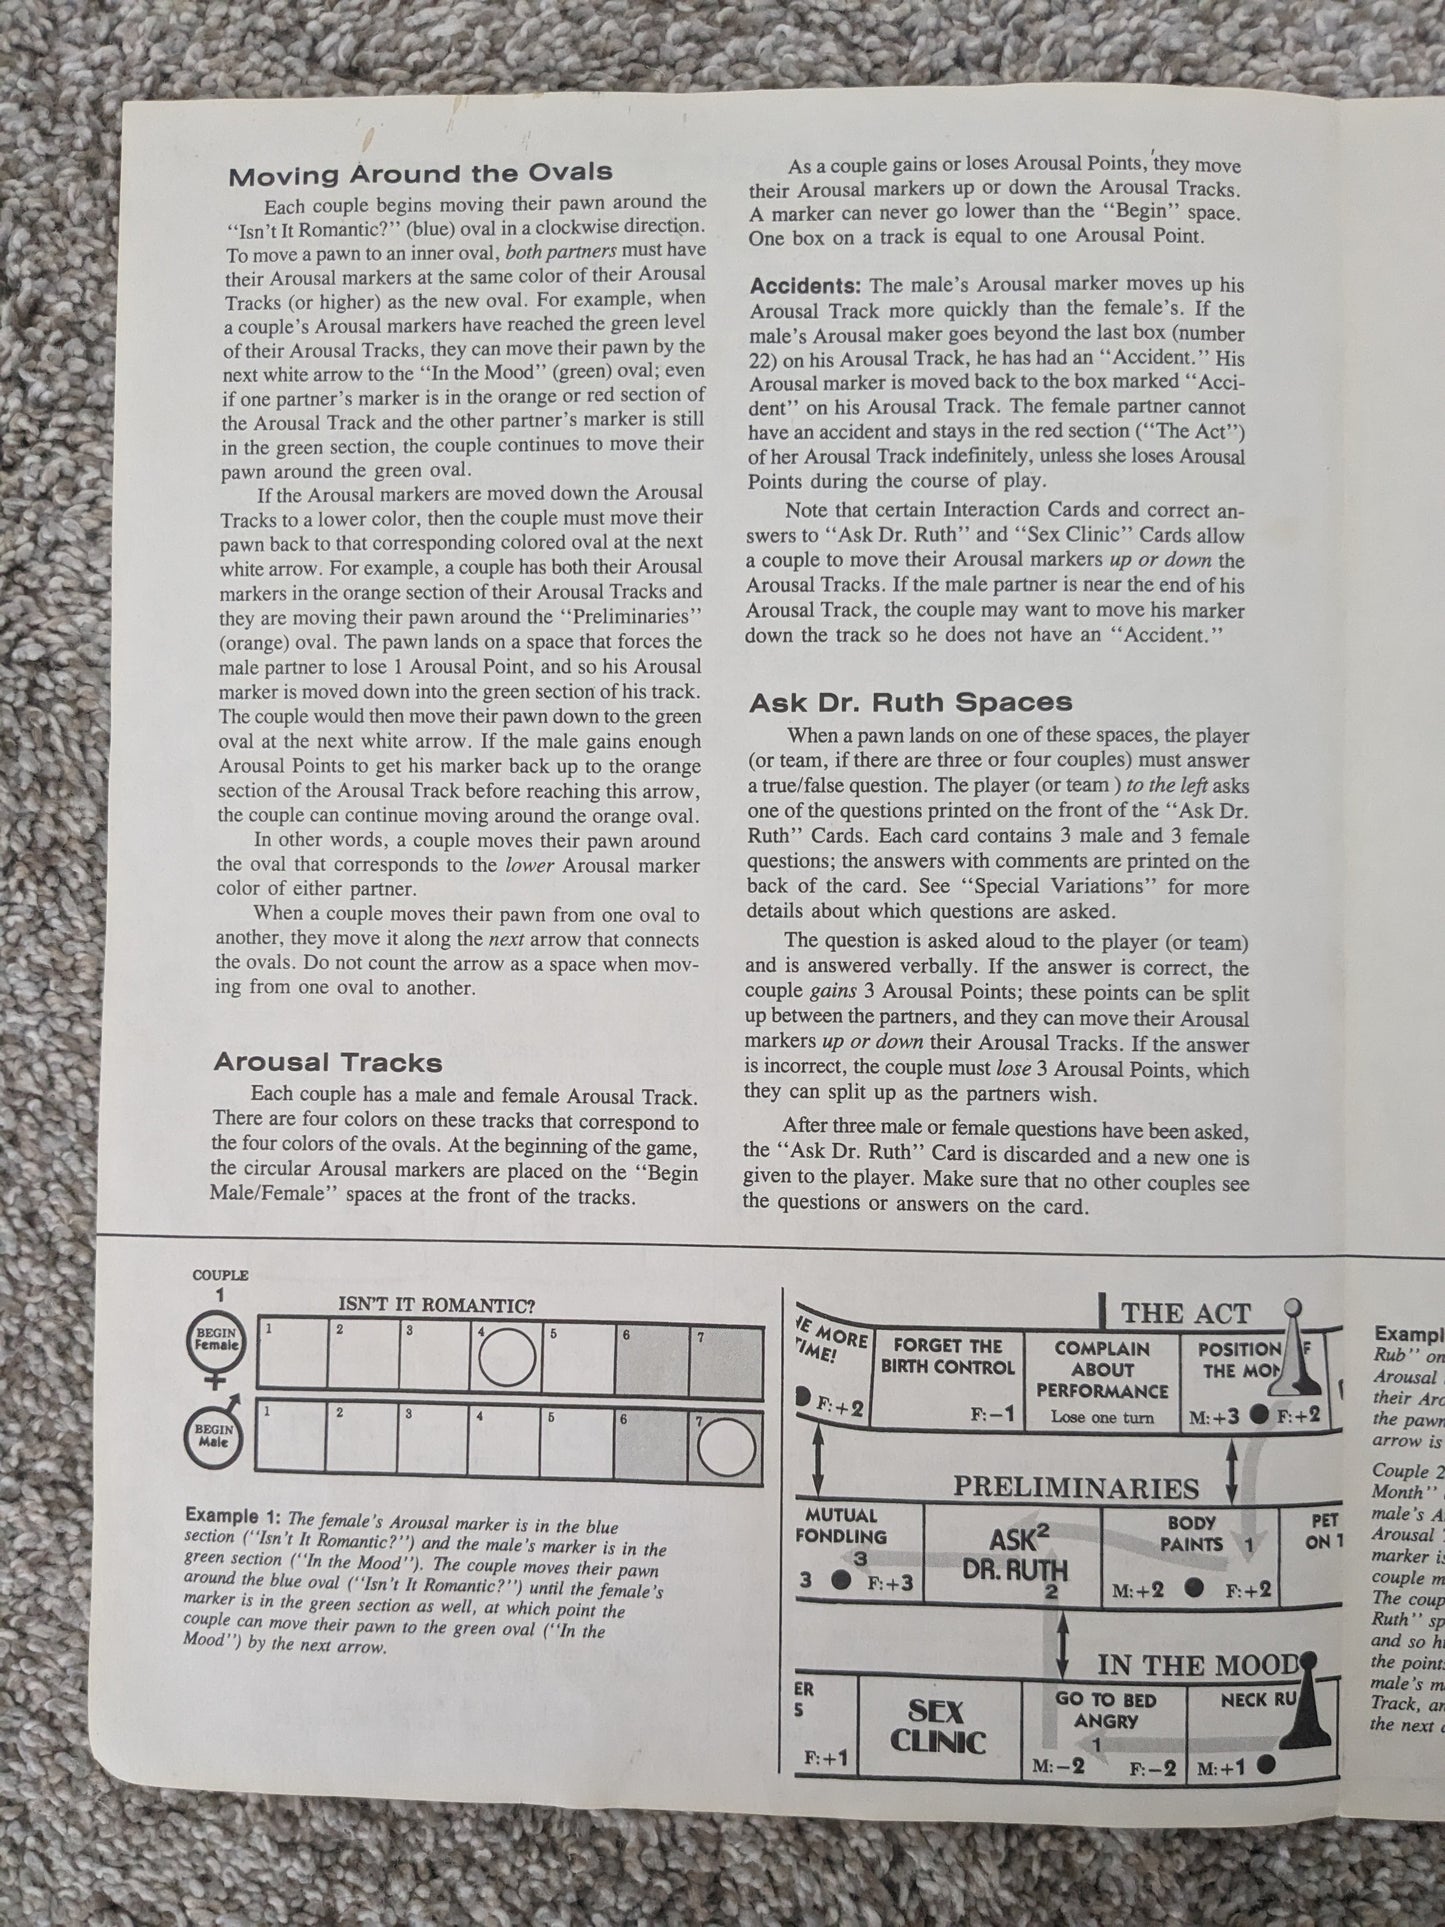 Moving Around the Ovals
Each couple begins moving their pawn around the
‘‘Isn't It Romantic?’’ (blue) oval in a clockwise direction.
To move a pawn to an inner oval, both partners must have
their Arousal markers at the same color of their Arousal
Tracks (or higher) as the new oval. For example, when
a couple's Arousal markers have reached the green level
of their Arousal Tracks, they can move their pawn by the
next white arrow to the ‘‘In the Mood’’ (green) oval; even
if one partner's marker is in the orange or red section of
the Arousal Track and the other partner's marker is still
in the green section, the couple continues to move their
pawn around the green oval.
If the Arousal markers are moved down the Arousal
Tracks to a lower color, then the couple must move their
pawn back to that corresponding colored oval at the next
white arrow. For example, a couple has both their Arousal
markers in the orange section of their Arousal Tracks and
they are moving their pawn around the ‘‘Preliminaries’’
(orange) oval. The pawn lands on a space that forces the
male partner to lose 1 Arousal Point, and so his Arousal
marker is moved down into the green section of his track.
The couple would then move their pawn down to the green
oval at the next white arrow. If the male gains enough
Arousal Points to get his marker back up to the orange
section of the Arousal Track before reaching this arrow,
the couple can continue moving around the orange oval.
In other words, a couple moves their pawn around
the oval that corresponds to the lower Arousal marker
color of either partner.
When a couple moves their pawn from one oval to
another, they move it along the next arrow that connects
the ovals. Do not count the arrow as a space when mov-
ing from one oval to another.
Arousal Tracks
Each couple has a male and female Arousal Track.
There are four colors on these tracks that correspond to
the four colors of the ovals. At the beginning of the game,
the circular Arousal markers are placed on the ‘‘Begin
Male/Female’’ spaces at the front of the tracks.
As a couple gains or loses Arousal Points, they move
their Arousal markers up or down the Arousal Tracks.
A marker can never go lower than the ‘‘Begin’’ space.
One box on a track is equal to one Arousal Point.
Accidents: The male's Arousal marker moves up his
Arousal Track more quickly than the female's. If the
male's Arousal maker goes beyond the last box (number
22) on his Arousal Track, he has had an ‘‘Accident.’’ His
Arousal marker is moved back to the box marked ‘‘Acci-
dent’’ on his Arousal Track. The female partner cannot
have an accident and stays in the red section (‘‘The Act’’)
of her Arousal Track indefinitely, unless she loses Arousal
Points during the course of play.
Note that certain Interaction Cards and correct an-
swers to ‘‘Ask Dr. Ruth’’ and ‘‘Sex Clinic’’ Cards allow
a couple to move their Arousal markers up or down the
Arousal Tracks. If the male partner is near the end of his
Arousal Track, the couple may want to move his marker
down the track so he does not have an ‘‘Accident.’’
Ask Dr. Ruth Spaces
When a pawn lands on one of these spaces, the player
(or team, if there are three or four couples) must answer
a true/false question. The player (or team ) to the left asks
one of the questions printed on the front of the ‘‘Ask Dr.
Ruth’’ Cards. Each card contains 3 male and 3 female
questions; the answers with comments are printed on the
back of the card. See ‘‘Special Variations’’ for more
details about which questions are asked.
The question is asked aloud to the player (or team)
and is answered verbally. If the answer is correct, the
couple gains 3 Arousal Points; these points can be split
up between the partners, and they can move their Arousal
markers up or down their Arousal Tracks. If the answer
is incorrect, the couple must lose 3 Arousal Points, which
they can split up as the partners wish.
After three male or female questions have been asked,
the ‘‘Ask Dr. Ruth’’ Card is discarded and a new one is
given to the player. Make sure that no other couples see
the questions or answers on the card.
COUPLE
1
ISN'T IT ROMANTIC?
BEGIN
Female
1 2 3 4 5 6 7
BEGIN
Male
1 2 3 4 5 6 7
Example 1: The female's Arousal marker is in the blue
section (‘‘Isn't It Romantic?’’) and the male's marker is in the
green section (‘‘In the Mood’’). The couple moves their pawn
around the blue oval (‘‘Isn't It Romantic?’’) until the female's
marker is in the green section as well, at which point the
couple can move their pawn to the green oval (‘‘In the
Mood’’) by the next arrow.
THE ACT
MORE
TIME!
F:+2
FORGET THE
BIRTH CONTROL
F:−1
COMPLAIN
ABOUT
PERFORMANCE
Lose one turn
POSITION
THE
M:+3 F:+2
PRELIMINARIES
MUTUAL
FONDLING
3
3 F:+3
ASK 2
DR. RUTH
2
BODY
PAINTS 1
M:+2 F:+2
PET
ON
IN THE MOOD
F:+1
SEX
CLINIC
GO TO BED
ANGRY
1
M:−2 F:−2
NECK
M:+1
Rub’’ on
Arousal
their
the pawn
arrow is
Couple 2
Month’’
male's
Arousal
marker
couple
The
Ruth’’
and so
the
male's
Track,
the next